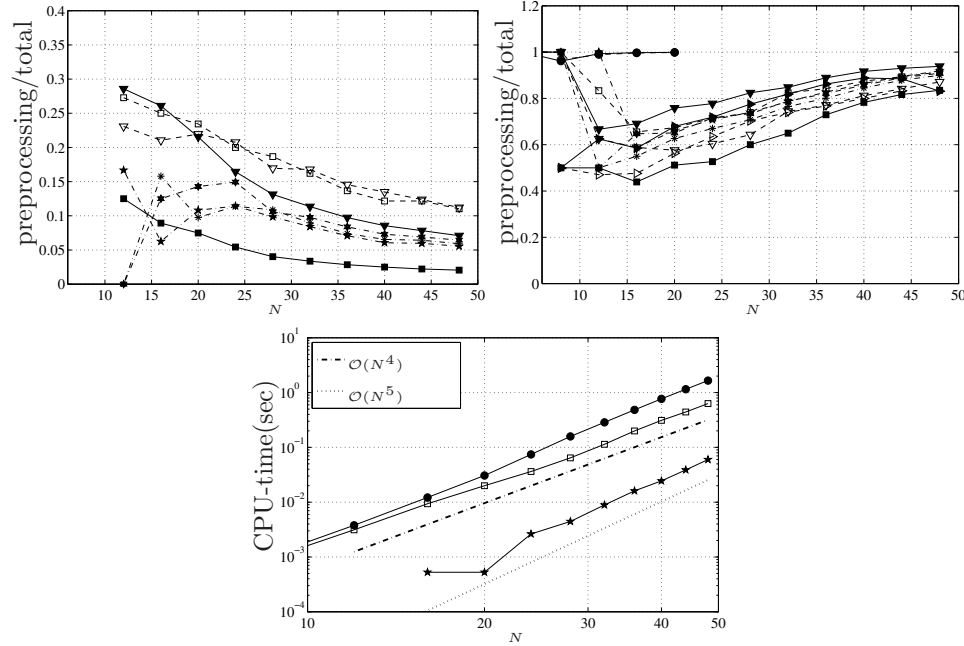 preprocessing/total
0.4
0.35
0.3
0.25
0.2
0.15
0.1
0.05
0
10 15 20 25 30 35 40 45 50
N
preprocessing/total
1.2
1
0.8
0.6
0.4
0.2
0
10 15 20 25 30 35 40 45 50
N
CPU-time(sec)
10^1
10^0
10^-1
10^-2
10^-3
10^-4
O(N^4)
O(N^5)
10 20 30 40 50
N